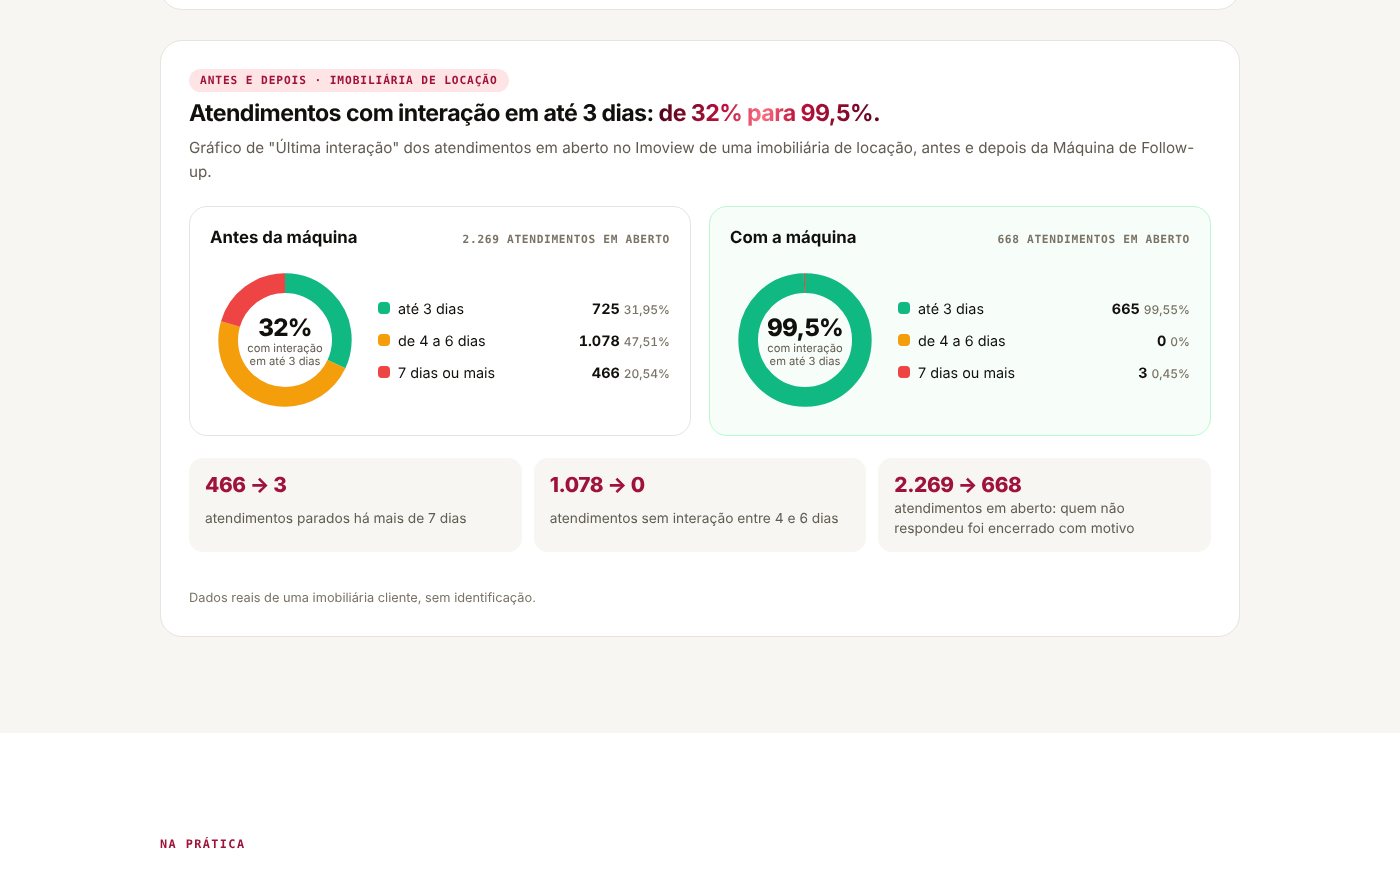 ANTES E DEPOIS · IMOBILIÁRIA DE LOCAÇÃO
Atendimentos com interação em até 3 dias: de 32% para 99,5%.
Gráfico de "Última interação" dos atendimentos em aberto no Imoview de uma imobiliária de locação, antes e depois da Máquina de Follow-
up.
Antes da máquina
2.269 ATENDIMENTOS EM ABERTO
32%
com interação
em até 3 dias
até 3 dias 725 31,95%
de 4 a 6 dias 1.078 47,51%
7 dias ou mais 466 20,54%
Com a máquina
668 ATENDIMENTOS EM ABERTO
99,5%
com interação
em até 3 dias
até 3 dias 665 99,55%
de 4 a 6 dias 0 0%
7 dias ou mais 3 0,45%
466 → 3
atendimentos parados há mais de 7 dias
1.078 → 0
atendimentos sem interação entre 4 e 6 dias
2.269 → 668
atendimentos em aberto: quem não
respondeu foi encerrado com motivo
Dados reais de uma imobiliária cliente, sem identificação.
NA PRÁTICA